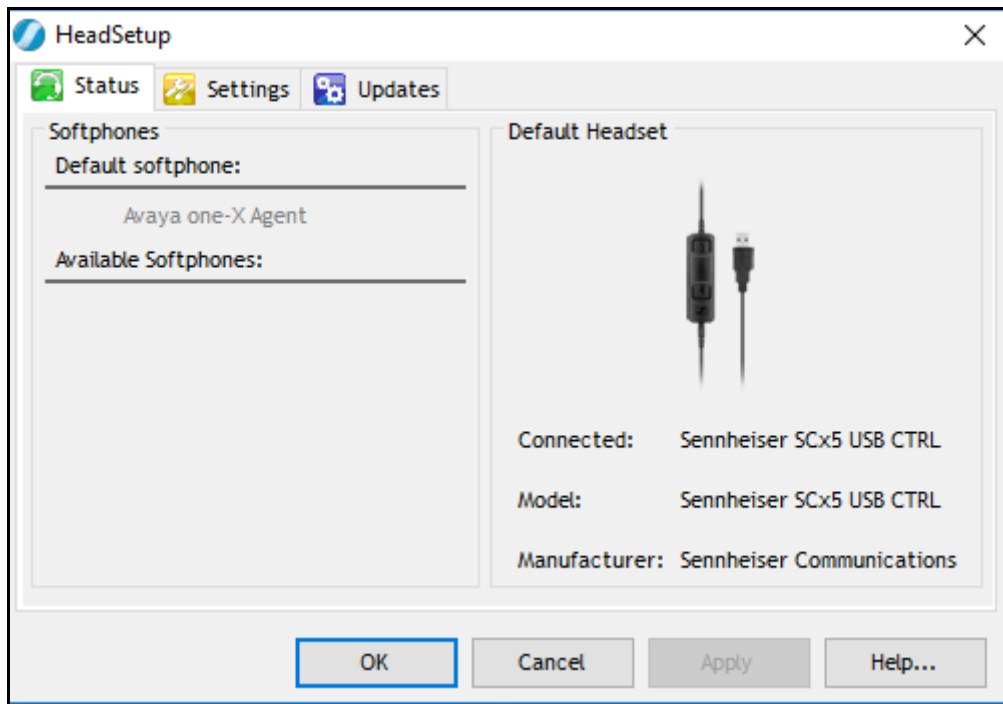 HeadSetup
Status Settings Updates
Softphones
Default softphone:
Avaya one-X Agent
Available Softphones:
Default Headset
Connected: Sennheiser SCx5 USB CTRL
Model: Sennheiser SCx5 USB CTRL
Manufacturer: Sennheiser Communications
OK Cancel Apply Help...